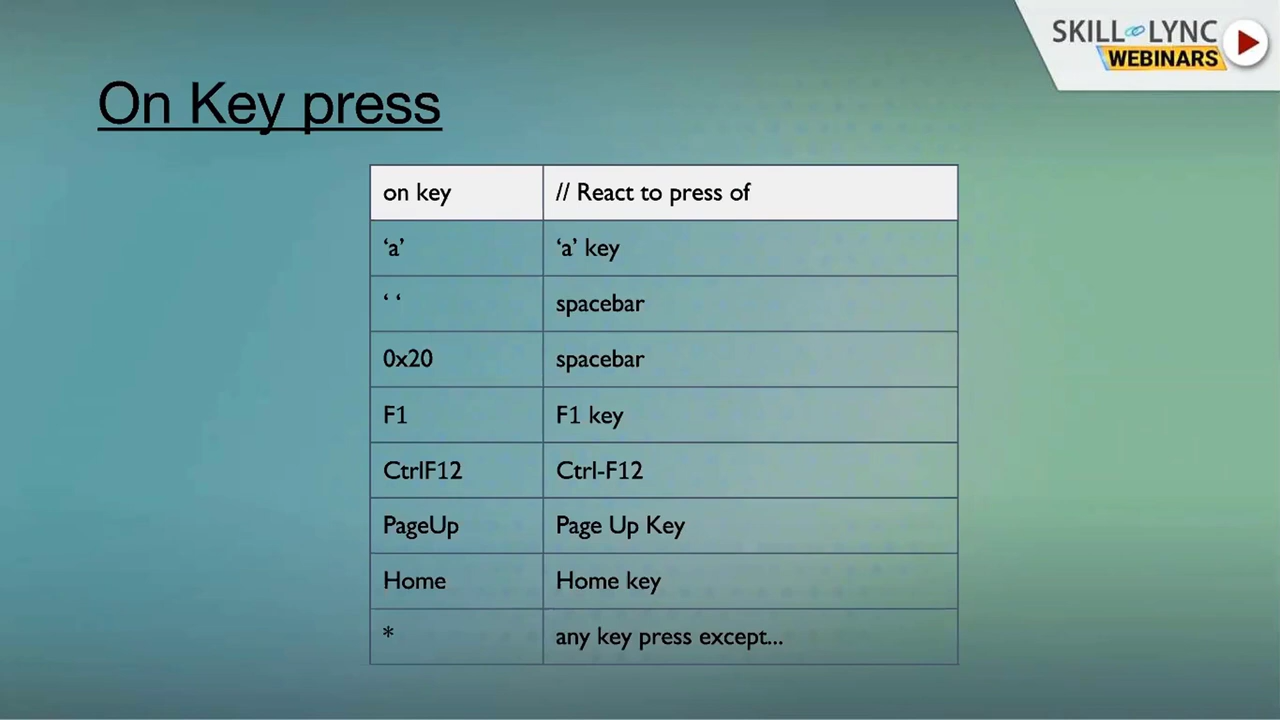 SKILL LYNC
WEBINARS
On Key press
on key // React to press of
‘a’ ‘a’ key
‘ ‘ spacebar
0x20 spacebar
F1 F1 key
CtrlF12 Ctrl-F12
PageUp Page Up Key
Home Home key
* any key press except...